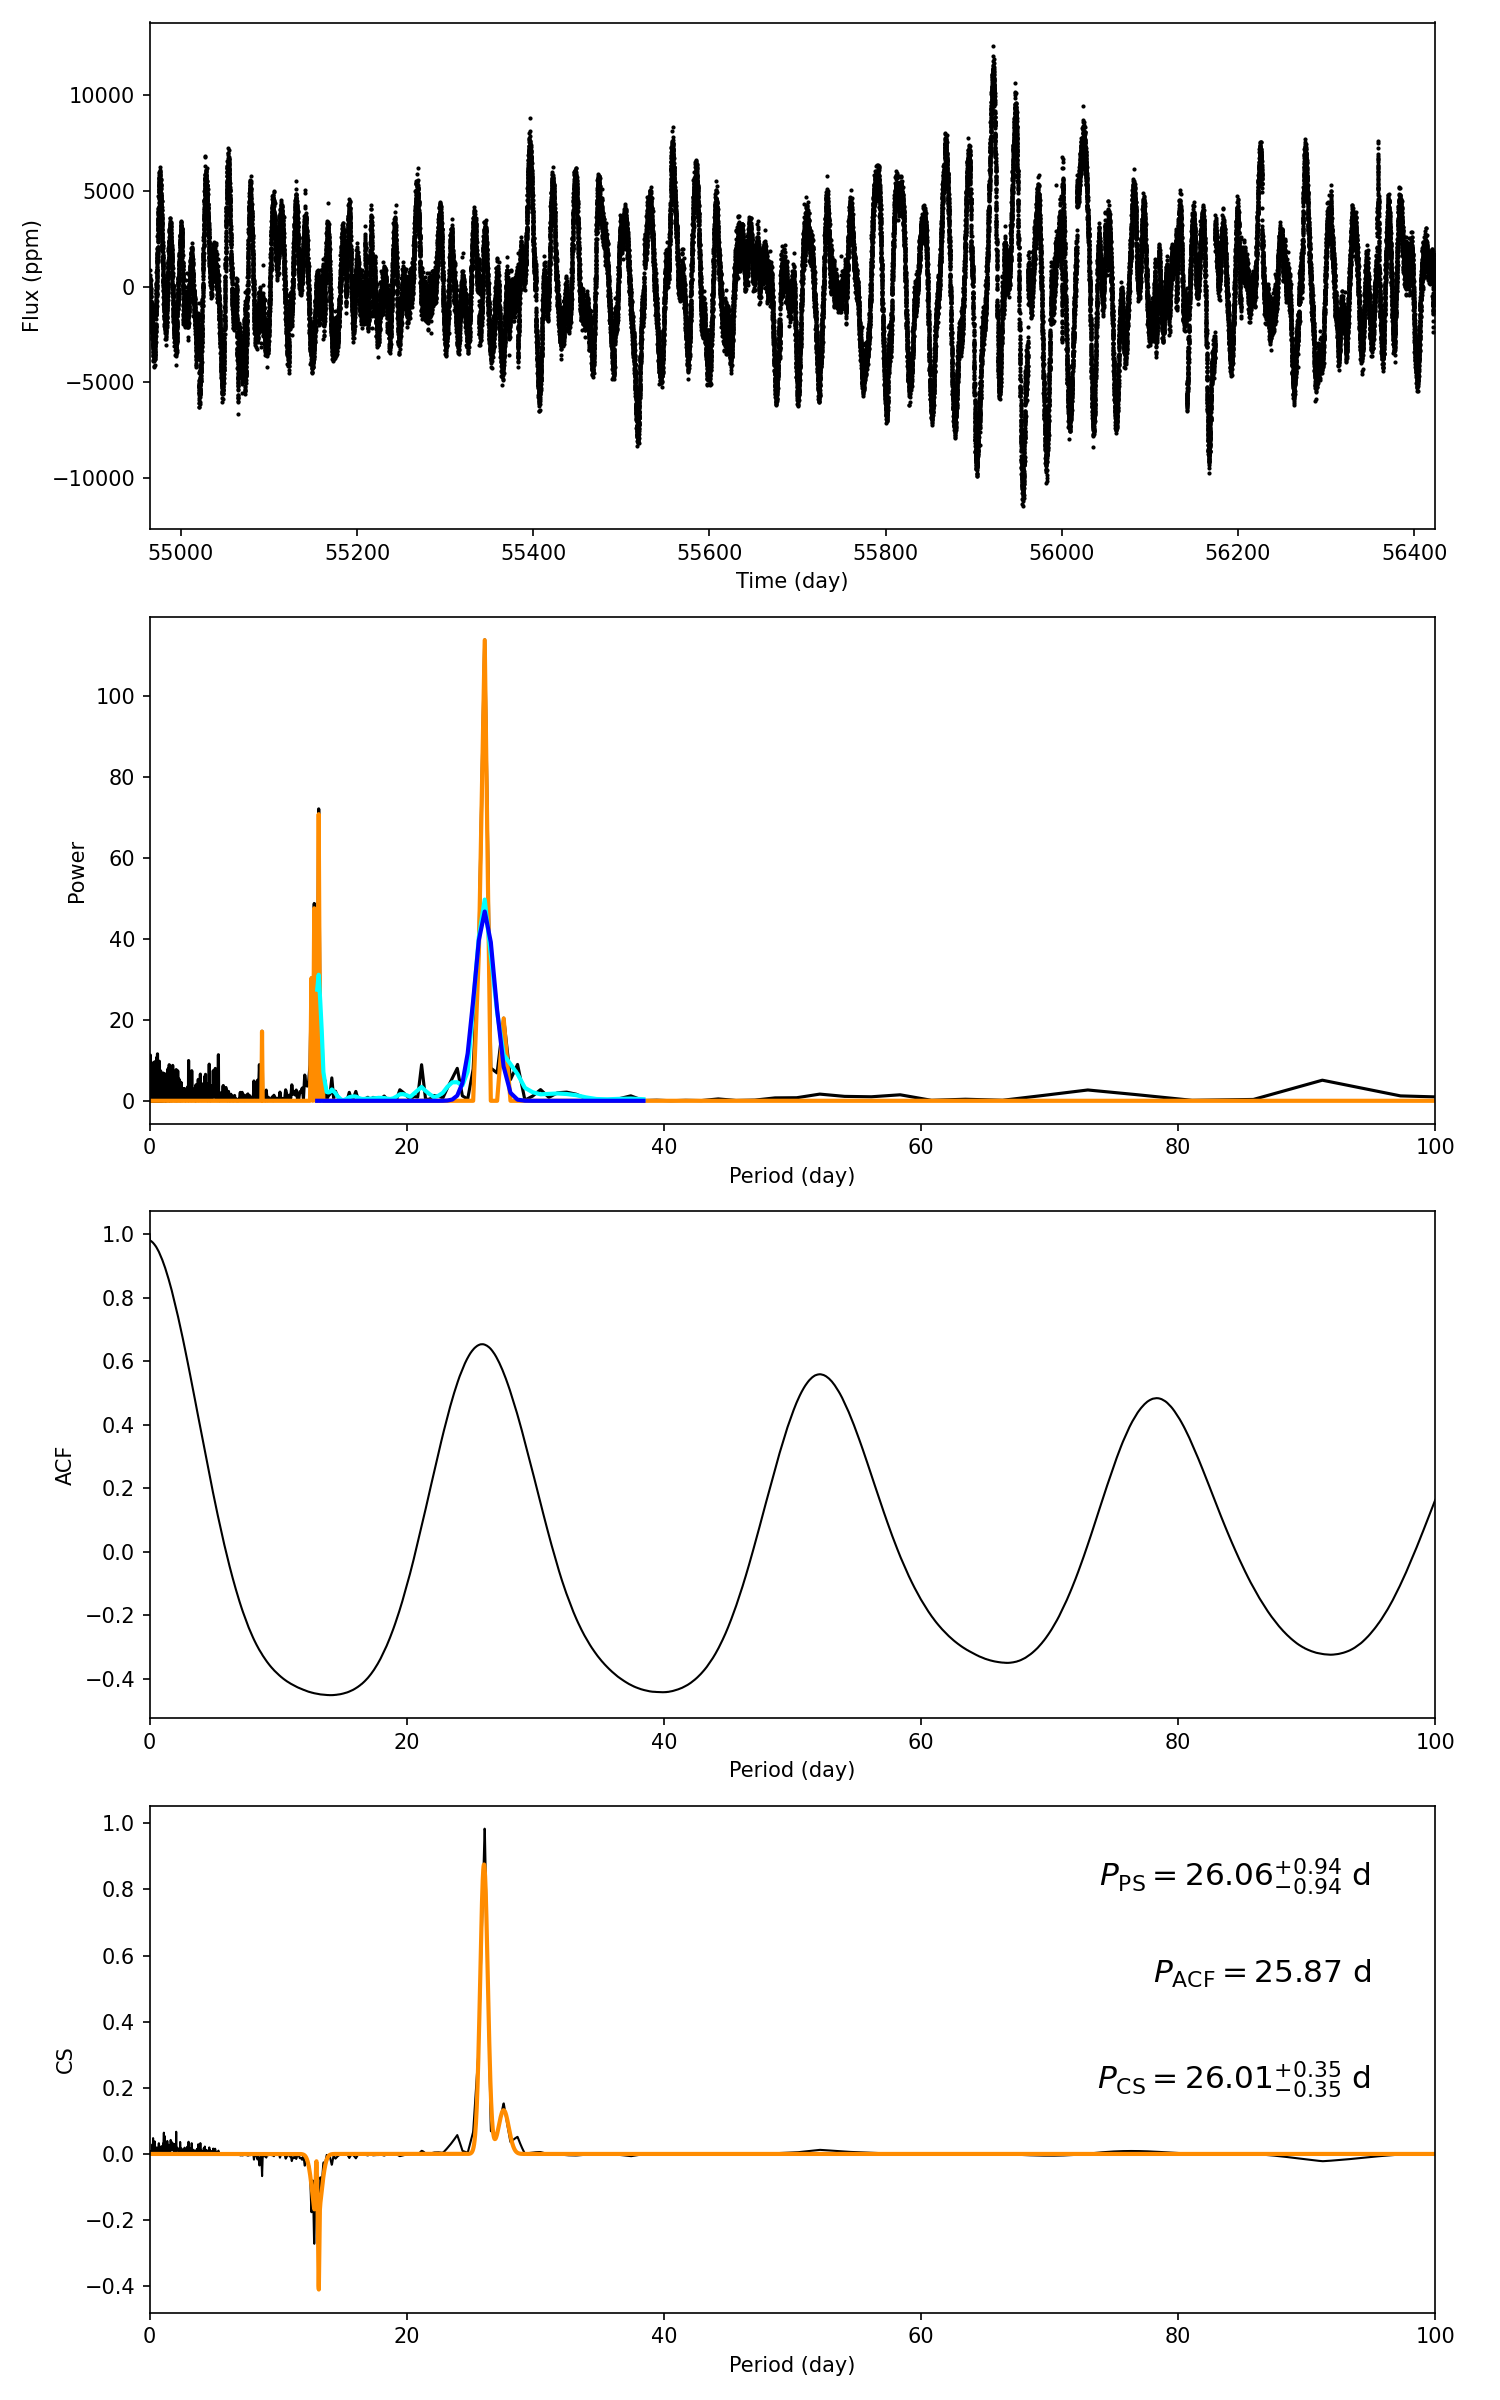 10000
5000
0
−5000
−10000
Flux (ppm)
55000 55200 55400 55600 55800 56000 56200 56400
Time (day)
100
80
60
40
20
0
Power
0 20 40 60 80 100
Period (day)
1.0
0.8
0.6
0.4
0.2
0.0
−0.2
−0.4
ACF
0 20 40 60 80 100
Period (day)
1.0
0.8
0.6
0.4
0.2
0.0
−0.2
−0.4
CS
P_PS = 26.06 +0.94 −0.94 d
P_ACF = 25.87 d
P_CS = 26.01 +0.35 −0.35 d
0 20 40 60 80 100
Period (day)